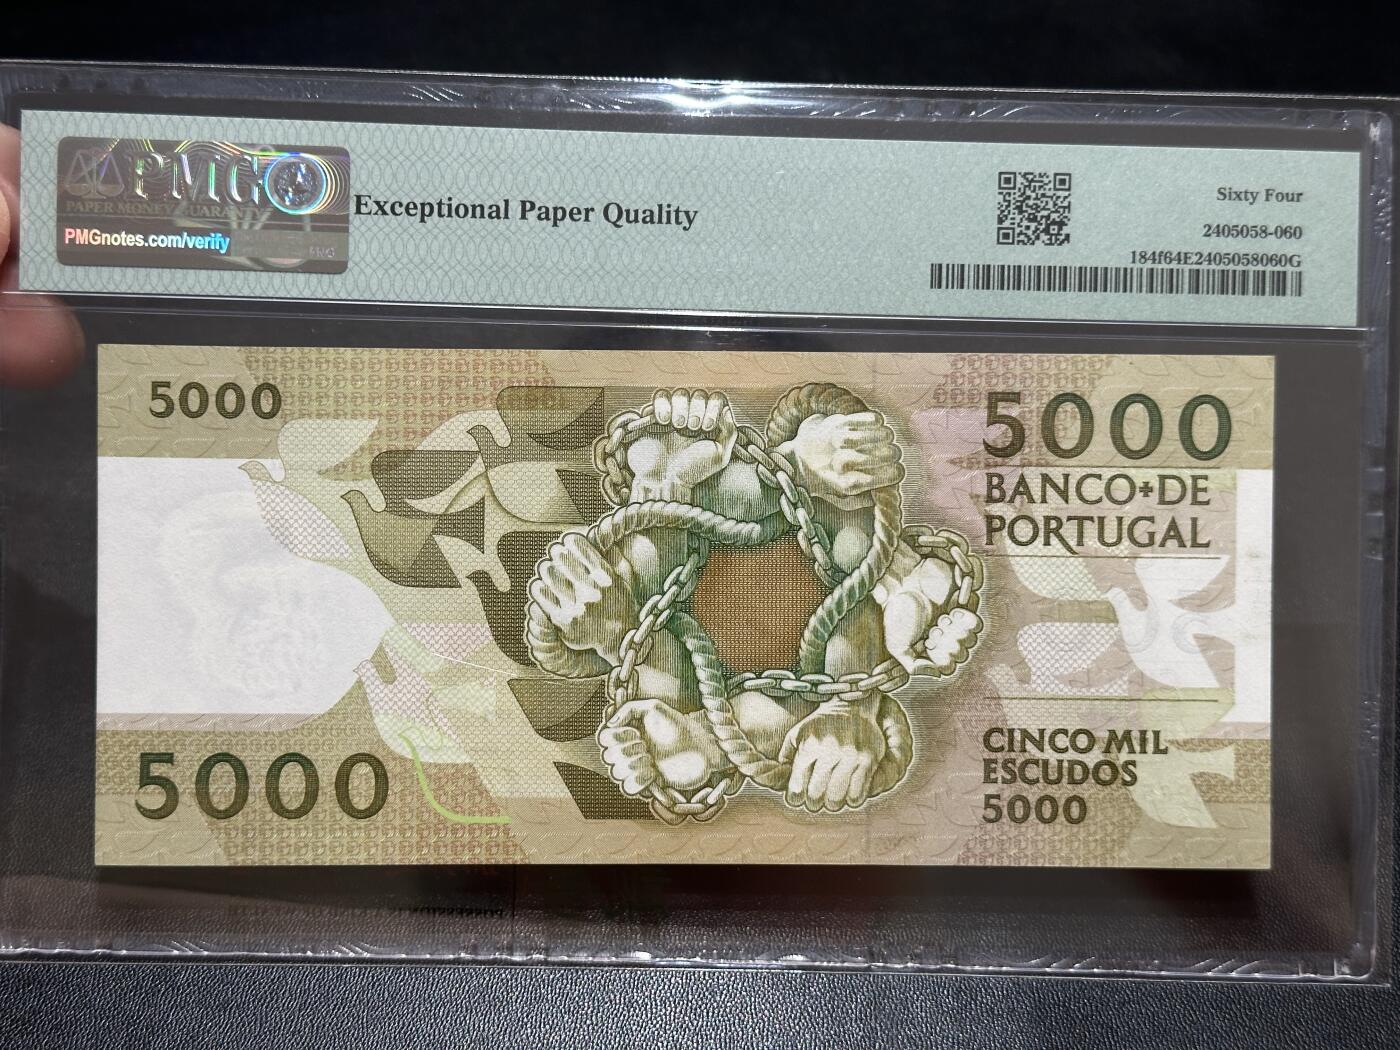 PMG
PAPER MONEY GUARANTY
PMGnotes.com/verify
Exceptional Paper Quality
Sixty Four
2405058-060
184f64E2405058060G
5000
5000
BANCO+DE
PORTUGAL
5000
CINCO MIL
ESCUDOS
5000